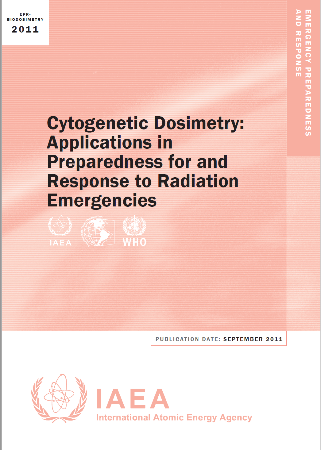 EPR-
BIODOSIMETRY
2011
EMERGENCY PREPAREDNESS
AND RESPONSE
Cytogenetic Dosimetry:
Applications in
Preparedness for and
Response to Radiation
Emergencies
IAEA
WHO
PUBLICATION DATE: SEPTEMBER 2011
IAEA
International Atomic Energy Agency